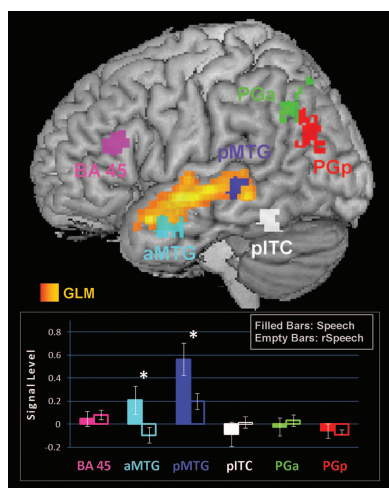 PGa
pMTG
PGp
BA 45
aMTG
pITC
GLM
Filled Bars: Speech
Empty Bars: rSpeech
Signal Level
0.8
0.6
0.4
0.2
0
-0.2
*
*
BA 45 aMTG pMTG pITC PGa PGp